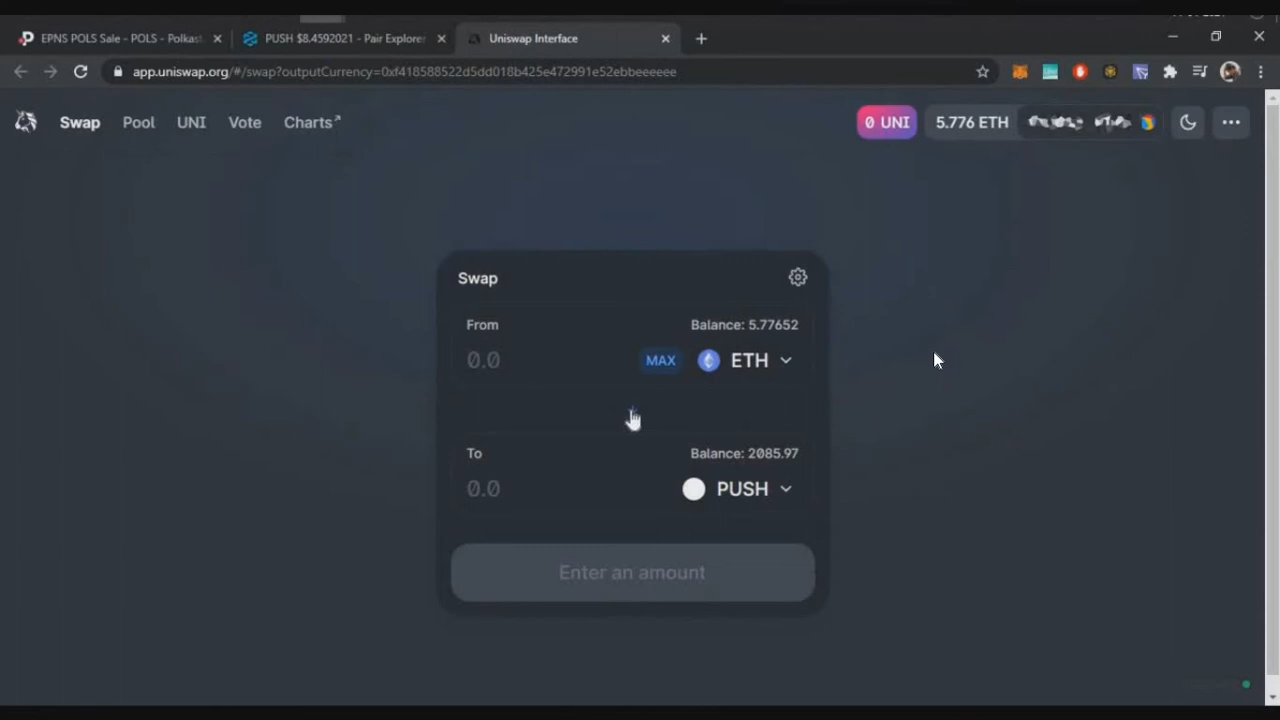 EPNS POLS Sale - POLS - Polkast
PUSH $8.4592021 - Pair Explorer
Uniswap Interface
app.uniswap.org/#/swap?outputCurrency=0xf418588522d5dd018b425e472991e52ebbeeeeee
Swap Pool UNI Vote Charts↗ 0 UNI 5.776 ETH
Swap
From Balance: 5.77652
0.0 MAX ETH
To Balance: 2085.97
0.0 PUSH
Enter an amount